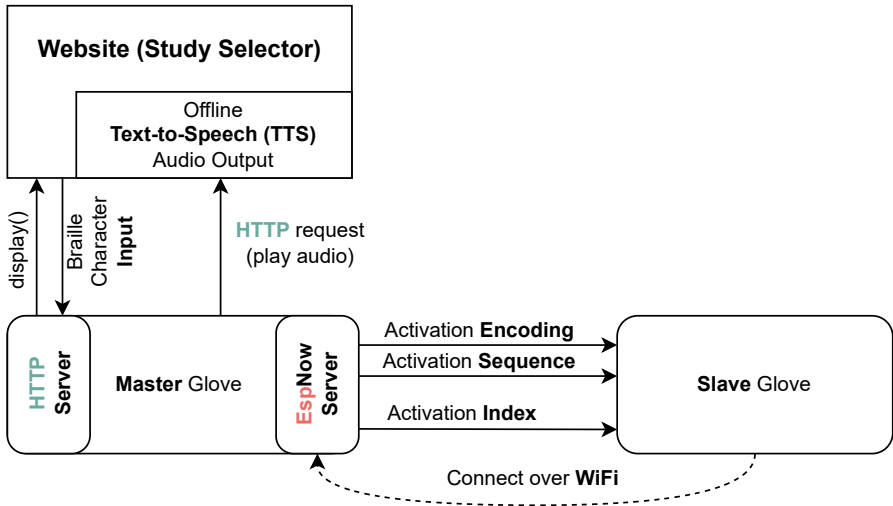 Website (Study Selector)
Offline
Text-to-Speech (TTS)
Audio Output
display()
Braille
Character
Input
HTTP request
(play audio)
HTTP
Server
Master Glove
EspNow
Server
Activation Encoding
Activation Sequence
Activation Index
Slave Glove
Connect over WiFi